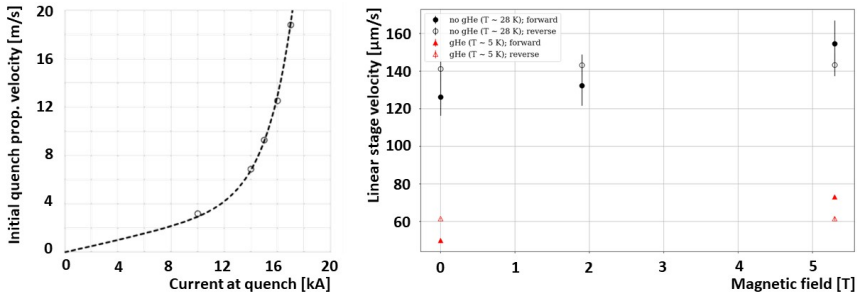 Initial quench prop. velocity [m/s]
20
16
12
8
4
0
0 4 8 12 16 20
Current at quench [kA]
Linear stage velocity [µm/s]
160
140
120
100
80
60
no gHe (T ~ 28 K); forward
no gHe (T ~ 28 K); reverse
gHe (T ~ 5 K); forward
gHe (T ~ 5 K); reverse
0 1 2 3 4 5
Magnetic field [T]